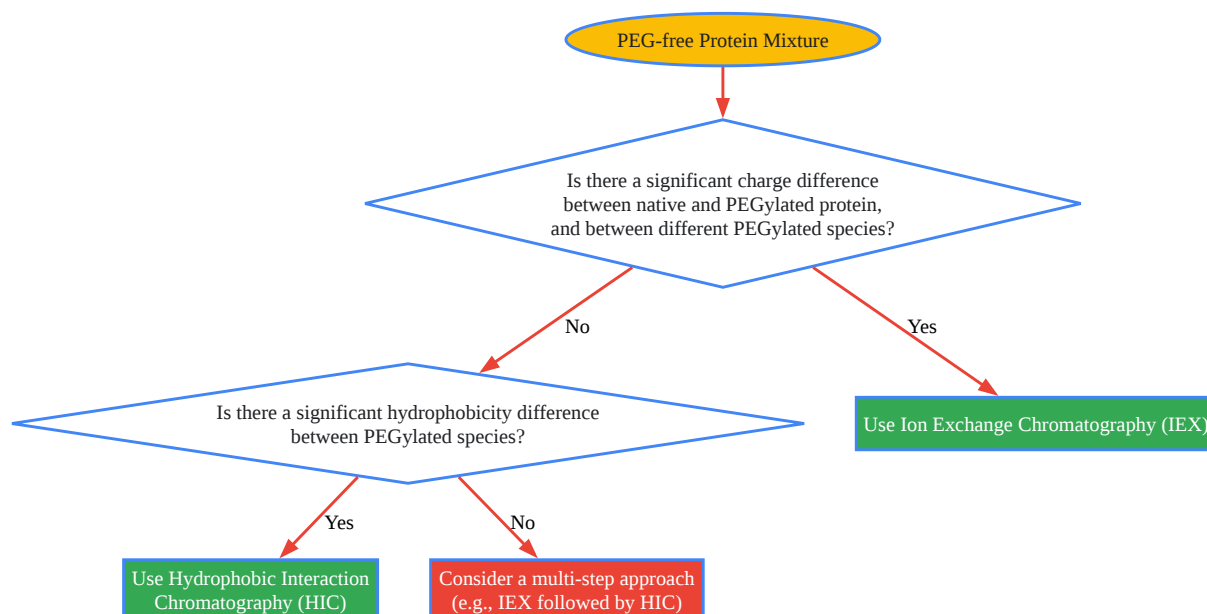 PEG-free Protein Mixture
Is there a significant charge difference
between native and PEGylated protein,
and between different PEGylated species?
No
Yes
Is there a significant hydrophobicity difference
between PEGylated species?
Use Ion Exchange Chromatography (IEX)
Yes
No
Use Hydrophobic Interaction
Chromatography (HIC)
Consider a multi-step approach
(e.g., IEX followed by HIC)